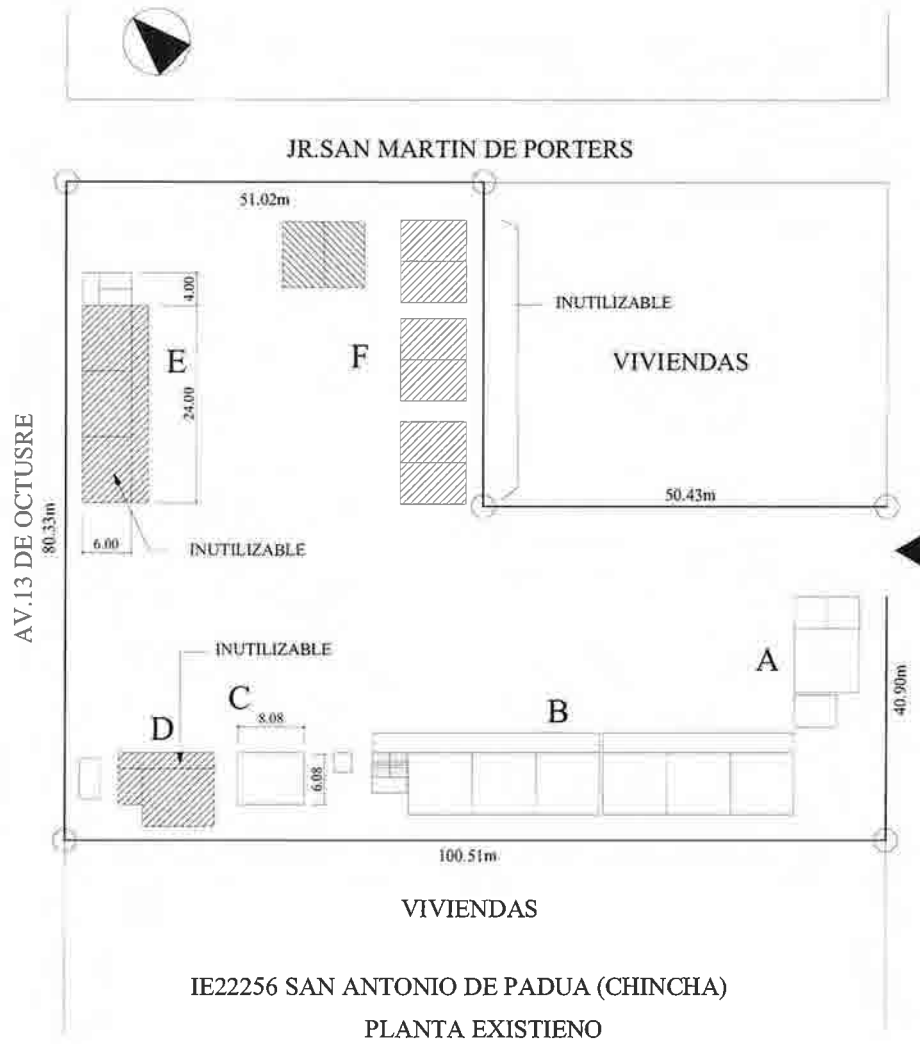 JR.SAN MARTIN DE PORTERS
51.02m
4.00
INUTILIZABLE
E
F
VIVIENDAS
24.00
AV.13 DE OCTUSRE
80.33m
50.43m
6.00
INUTILIZABLE
INUTILIZABLE
A
C
B
40.90m
D
8.08
6.08
100.51m
VIVIENDAS
IE22256 SAN ANTONIO DE PADUA (CHINCHA)
PLANTA EXISTIENO